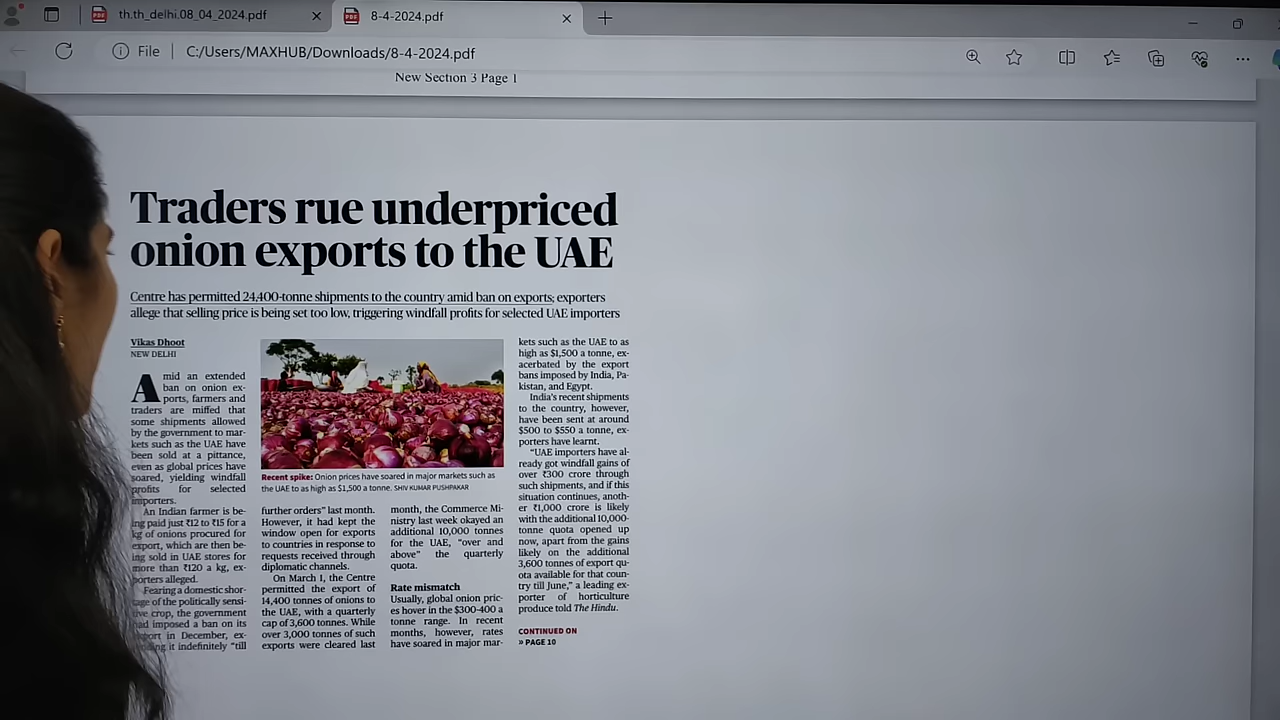 th.th_delhi.08_04_2024.pdf
8-4-2024.pdf
File
C:/Users/MAXHUB/Downloads/8-4-2024.pdf
New Section 3 Page 1
Traders rue underpriced
onion exports to the UAE
Centre has permitted 24,400-tonne shipments to the country amid ban on exports; exporters
allege that selling price is being set too low, triggering windfall profits for selected UAE importers
Vikas Dhoot
NEW DELHI
Amid an extended
ban on onion ex-
ports, farmers and
traders are miffed that
some shipments allowed
by the government to mar-
kets such as the UAE have
been sold at a pittance,
even as global prices have
soared, yielding windfall
profits for selected
importers.
An Indian farmer is be-
ing paid just ₹12 to ₹15 for a
kg of onions procured for
export, which are then be-
ing sold in UAE stores for
more than ₹120 a kg, ex-
porters alleged.
Fearing a domestic shor-
tage of the politically sensi-
tive crop, the government
had imposed a ban on its
export in December, ex-
tending it indefinitely "till
Recent spike: Onion prices have soared in major markets such as
the UAE to as high as $1,500 a tonne. SHIV KUMAR PUSHPAKAR
further orders" last month.
However, it had kept the
window open for exports
to countries in response to
requests received through
diplomatic channels.
On March 1, the Centre
permitted the export of
14,400 tonnes of onions to
the UAE, with a quarterly
cap of 3,600 tonnes. While
over 3,000 tonnes of such
exports were cleared last
month, the Commerce Mi-
nistry last week okayed an
additional 10,000 tonnes
for the UAE, "over and
above" the quarterly
quota.
Rate mismatch
Usually, global onion pric-
es hover in the $300-400 a
tonne range. In recent
months, however, rates
have soared in major mar-
kets such as the UAE to as
high as $1,500 a tonne, ex-
acerbated by the export
bans imposed by India, Pa-
kistan, and Egypt.
India's recent shipments
to the country, however,
have been sent at around
$500 to $550 a tonne, ex-
porters have learnt.
"UAE importers have al-
ready got windfall gains of
over ₹300 crore through
such shipments, and if this
situation continues, anoth-
er ₹1,000 crore is likely
with the additional 10,000-
tonne quota opened up
now, apart from the gains
likely on the additional
3,600 tonnes of export qu-
ota available for that coun-
try till June," a leading ex-
porter of horticulture
produce told The Hindu.
CONTINUED ON
» PAGE 10